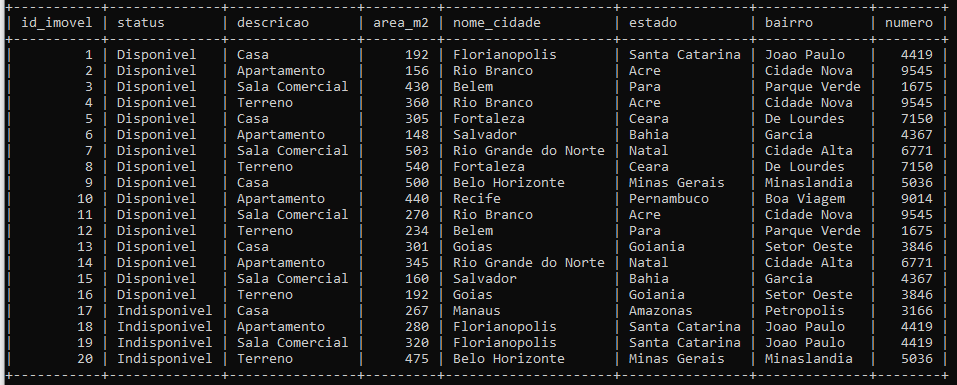 | id_imovel | status | descricao | area_m2 | nome_cidade | estado | bairro | numero |
| 1 | Disponivel | Casa | 192 | Florianopolis | Santa Catarina | Joao Paulo | 4419 |
| 2 | Disponivel | Apartamento | 156 | Rio Branco | Acre | Cidade Nova | 9545 |
| 3 | Disponivel | Sala Comercial | 430 | Belem | Para | Parque Verde | 1675 |
| 4 | Disponivel | Terreno | 360 | Rio Branco | Acre | Cidade Nova | 9545 |
| 5 | Disponivel | Casa | 305 | Fortaleza | Ceara | De Lourdes | 7150 |
| 6 | Disponivel | Apartamento | 148 | Salvador | Bahia | Garcia | 4367 |
| 7 | Disponivel | Sala Comercial | 503 | Rio Grande do Norte | Natal | Cidade Alta | 6771 |
| 8 | Disponivel | Terreno | 540 | Fortaleza | Ceara | De Lourdes | 7150 |
| 9 | Disponivel | Casa | 500 | Belo Horizonte | Minas Gerais | Minaslandia | 5036 |
| 10 | Disponivel | Apartamento | 440 | Recife | Pernambuco | Boa Viagem | 9014 |
| 11 | Disponivel | Sala Comercial | 270 | Rio Branco | Acre | Cidade Nova | 9545 |
| 12 | Disponivel | Terreno | 234 | Belem | Para | Parque Verde | 1675 |
| 13 | Disponivel | Casa | 301 | Goias | Goiania | Setor Oeste | 3846 |
| 14 | Disponivel | Apartamento | 345 | Rio Grande do Norte | Natal | Cidade Alta | 6771 |
| 15 | Disponivel | Sala Comercial | 160 | Salvador | Bahia | Garcia | 4367 |
| 16 | Disponivel | Terreno | 192 | Goias | Goiania | Setor Oeste | 3846 |
| 17 | Indisponivel | Casa | 267 | Manaus | Amazonas | Petropolis | 3166 |
| 18 | Indisponivel | Apartamento | 280 | Florianopolis | Santa Catarina | Joao Paulo | 4419 |
| 19 | Indisponivel | Sala Comercial | 320 | Florianopolis | Santa Catarina | Joao Paulo | 4419 |
| 20 | Indisponivel | Terreno | 475 | Belo Horizonte | Minas Gerais | Minaslandia | 5036 |